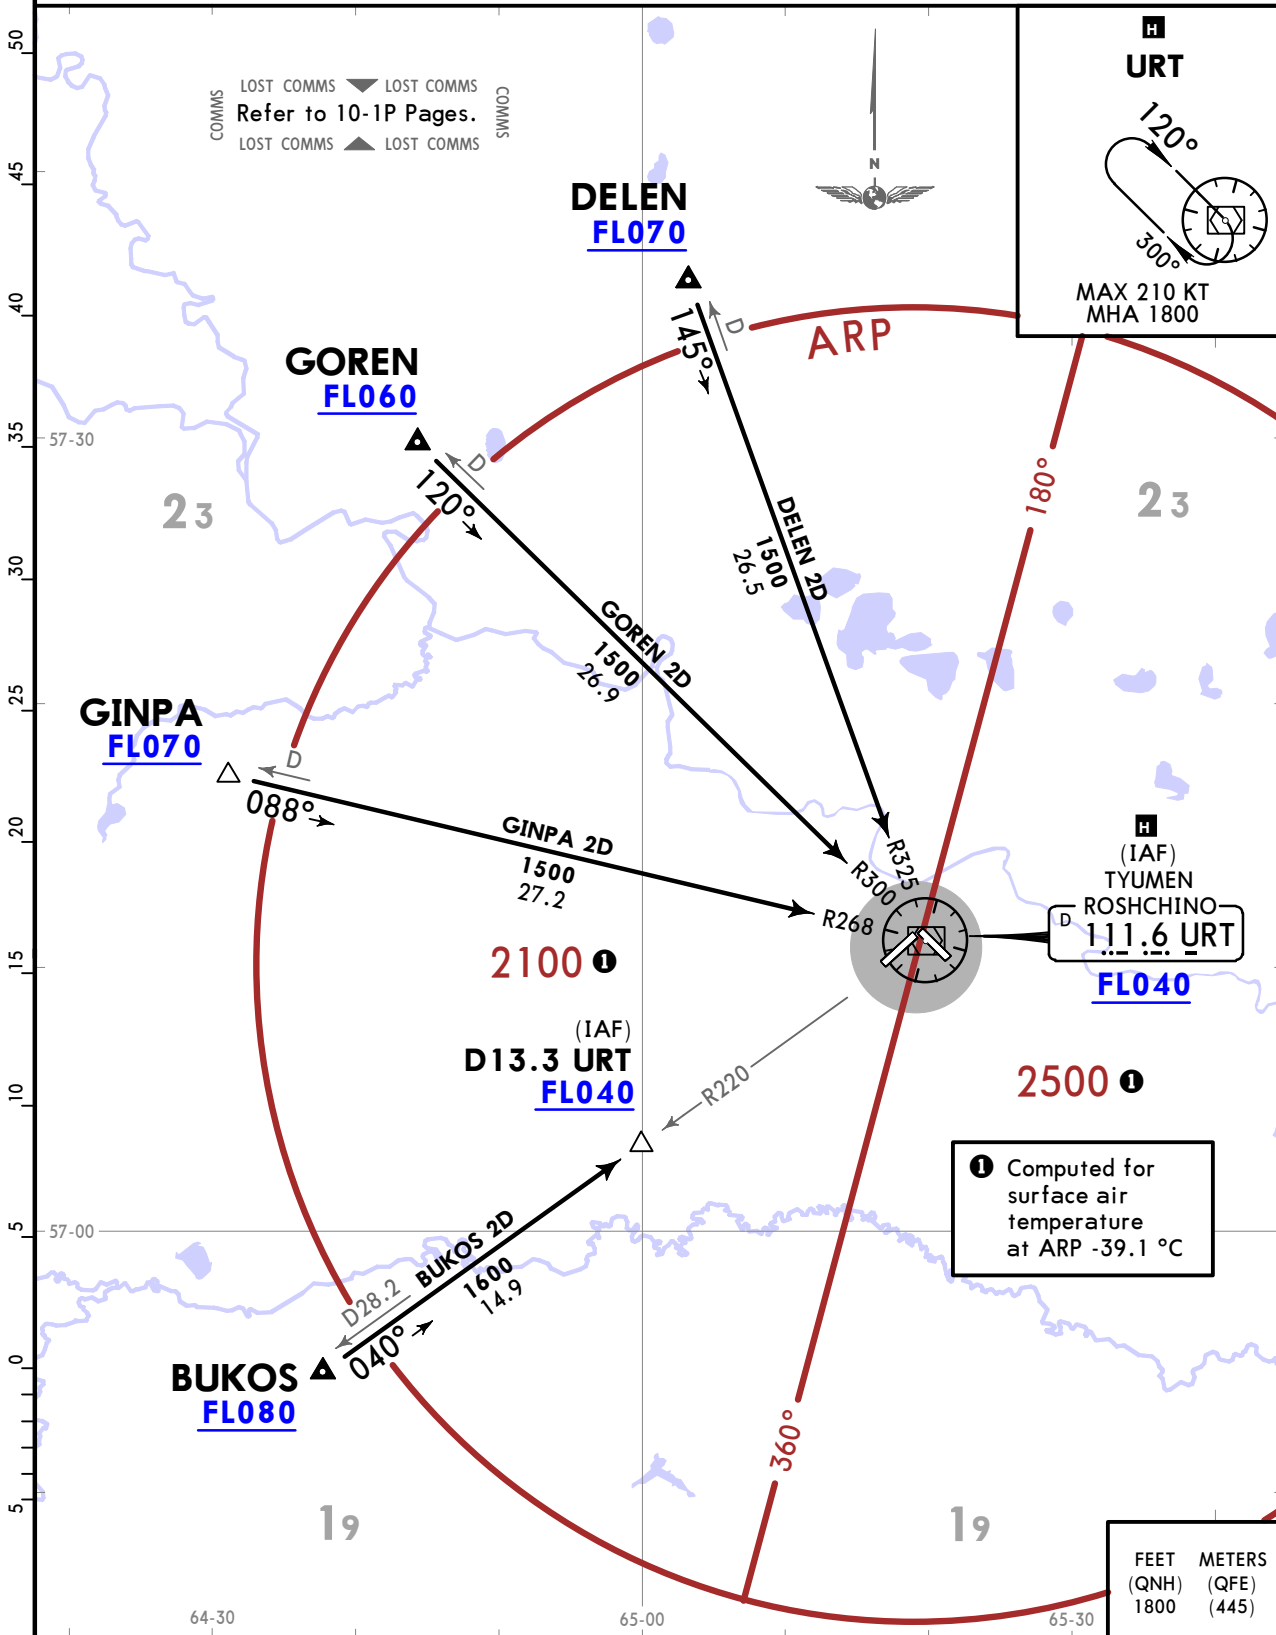 50
45
40
35
30
25
20
15
10
5
0
5
LOST COMMS LOST COMMS
COMMS
Refer to 10-1P Pages.
COMMS
LOST COMMS LOST COMMS
N
H
URT
120°
300°
MAX 210 KT
MHA 1800
DELEN
FL070
D
145°
ARP
GOREN
FL060
D
120°
57-30
23
23
180°
DELEN 2D
1500
26.5
GOREN 2D
1500
26.9
GINPA
FL070
D
088°
GINPA 2D
1500
27.2
R325
R300
R268
H
(IAF)
TYUMEN
ROSHCHINO
D 111.6 URT
FL040
2100 1
(IAF)
D13.3 URT
FL040
R220
2500 1
1 Computed for
surface air
temperature
at ARP -39.1 °C
57-00
BUKOS 2D
1600
14.9
D28.2
040°
BUKOS
FL080
360°
19
19
FEET METERS
(QNH) (QFE)
1800 (445)
64-30
65-00
65-30